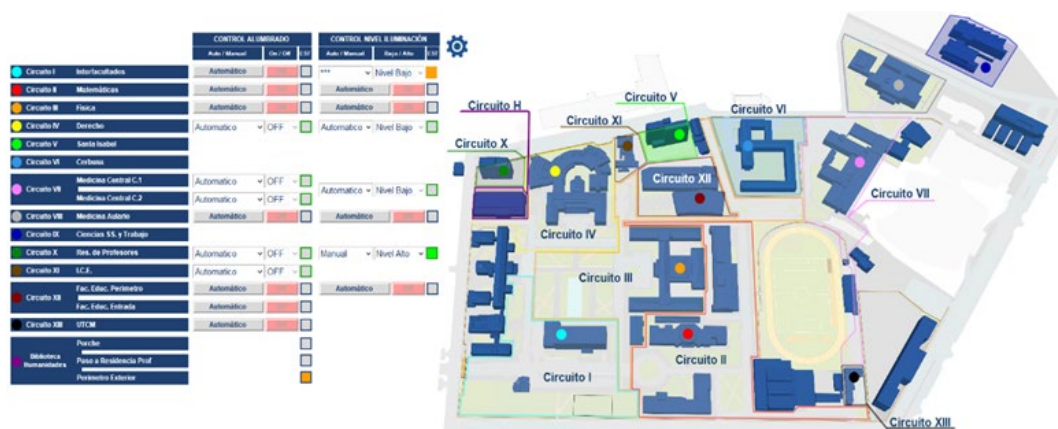 CONTROL ALUMBRADO CONTROL NIVEL ILUMINACIÓN
Auto / Manual On / Off EST Auto / Manual Baja / Alto EST
Circuito I Interfacultades Automático *** Nivel Bajo
Circuito II Matemáticas Automático Automático
Circuito III Física Automático Automático
Circuito IV Derecho Automatico OFF Automatico Nivel Bajo
Circuito V Santa Isabel
Circuito VI Cerbuna
Circuito VII Medicina Central C.1 Automatico OFF Automatico Nivel Bajo
Medicina Central C.2 Automatico OFF
Circuito VIII Medicina Aulario Automático Automático
Circuito IX Ciencias SS. y Trabajo
Circuito X Res. de Profesores Automatico OFF Manual Nivel Alto
Circuito XI I.C.E. Automatico OFF
Circuito XII Fac. Educ. Perímetro Automático Automático
Fac. Educ. Entrada Automático
Circuito XIII UTCM Automático
Biblioteca Humanidades Porche
Paso a Residencia Prof
Perímetro Exterior
Circuito H
Circuito V
Circuito VI
Circuito XI
Circuito X
Circuito XII
Circuito VII
Circuito IV
Circuito III
Circuito II
Circuito I
Circuito XIII